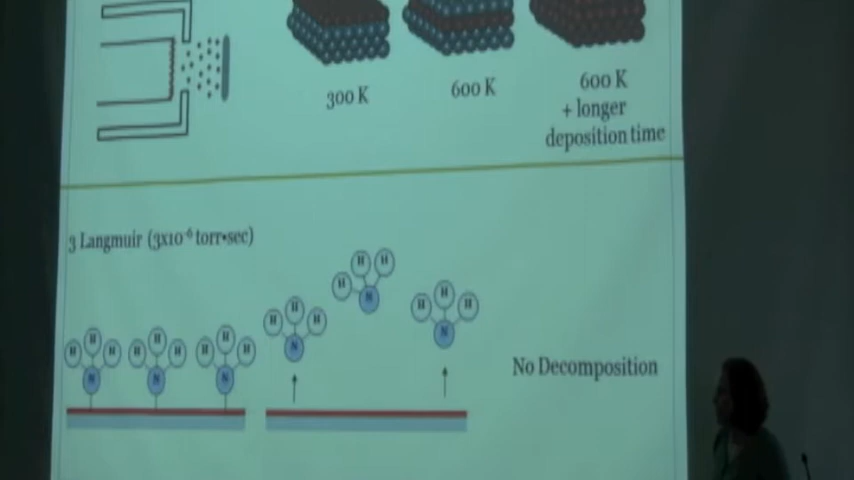 300 K
600 K
600 K
+ longer
deposition time
3 Langmuir (3x10⁻⁶ torr•sec)
H H H H H H H H H
N N N
H H H
N
H H H
N
H H H
N
No Decomposition